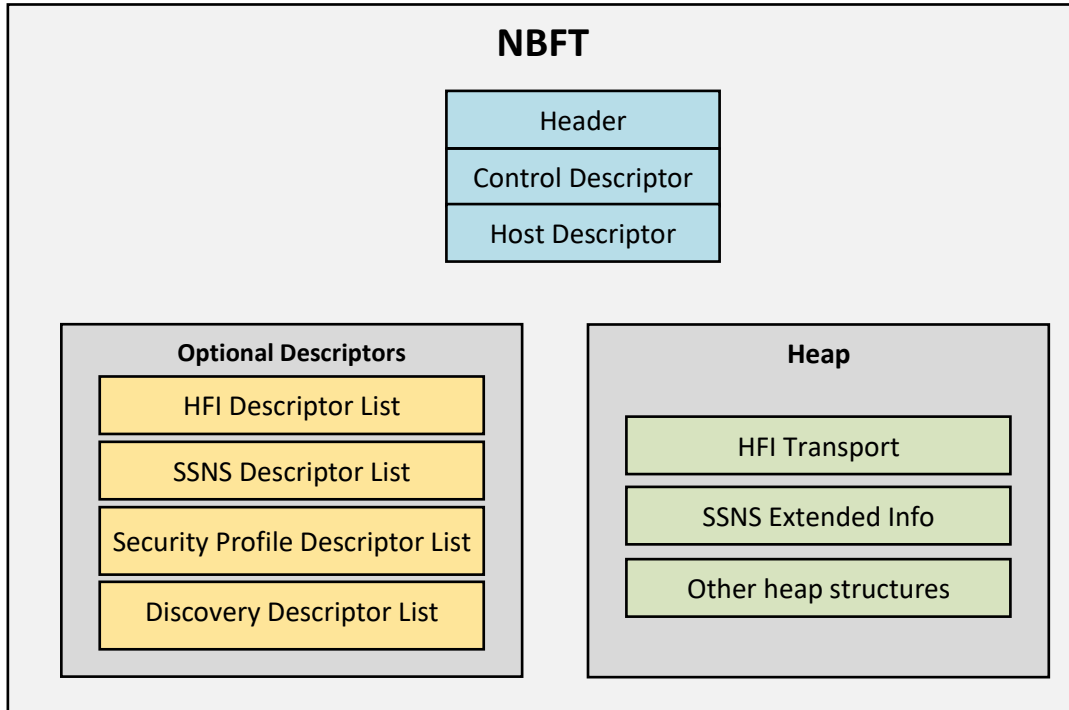 NBFT
Header
Control Descriptor
Host Descriptor
Optional Descriptors
HFI Descriptor List
SSNS Descriptor List
Security Profile Descriptor List
Discovery Descriptor List
Heap
HFI Transport
SSNS Extended Info
Other heap structures